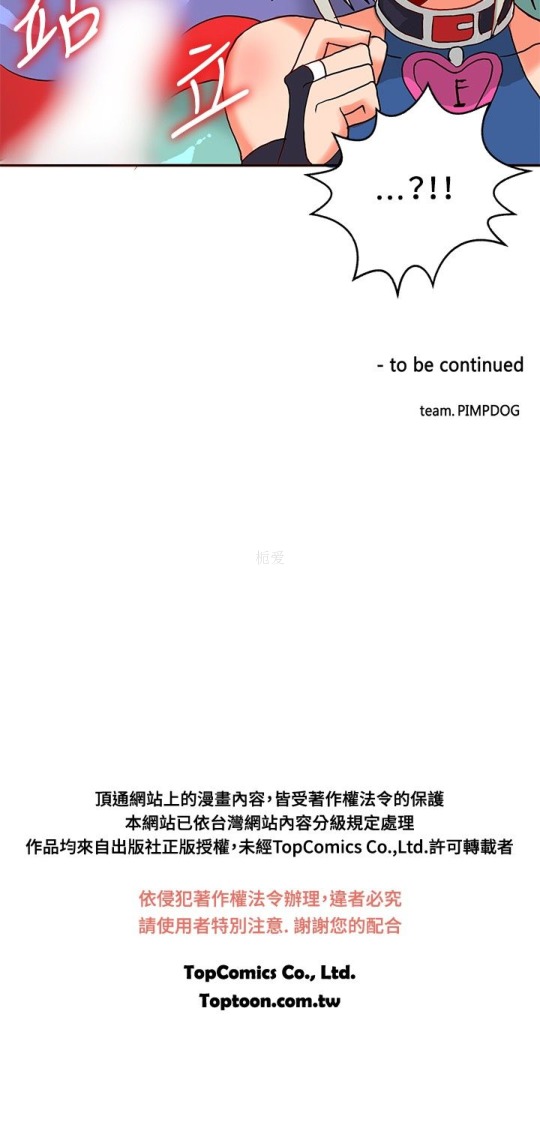 站
立
E
...?!!
- to be continued
team. PIMPDOG
栀爱
頂通網站上的漫畫內容,皆受著作權法令的保護
本網站已依台灣網站內容分級規定處理
作品均來自出版社正版授權,未經TopComics Co.,Ltd.許可轉載者
依侵犯著作權法令辦理,違者必究
請使用者特別注意. 謝謝您的配合
TopComics Co., Ltd.
Toptoon.com.tw